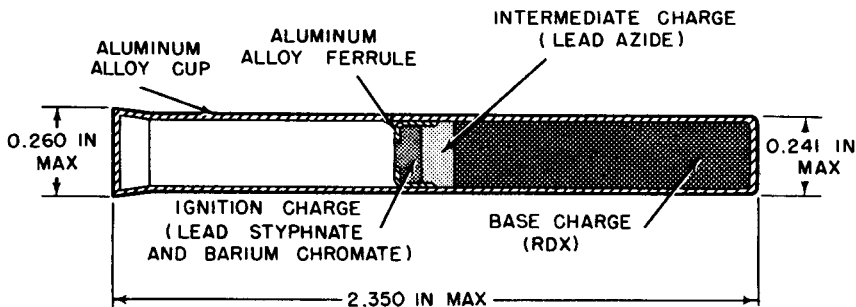 ALUMINUM
ALLOY CUP
ALUMINUM
ALLOY FERRULE
INTERMEDIATE CHARGE
(LEAD AZIDE)
0.260 IN
MAX
0.241 IN
MAX
IGNITION CHARGE
(LEAD STYPHNATE
AND BARIUM CHROMATE)
BASE CHARGE
(RDX)
2.350 IN MAX